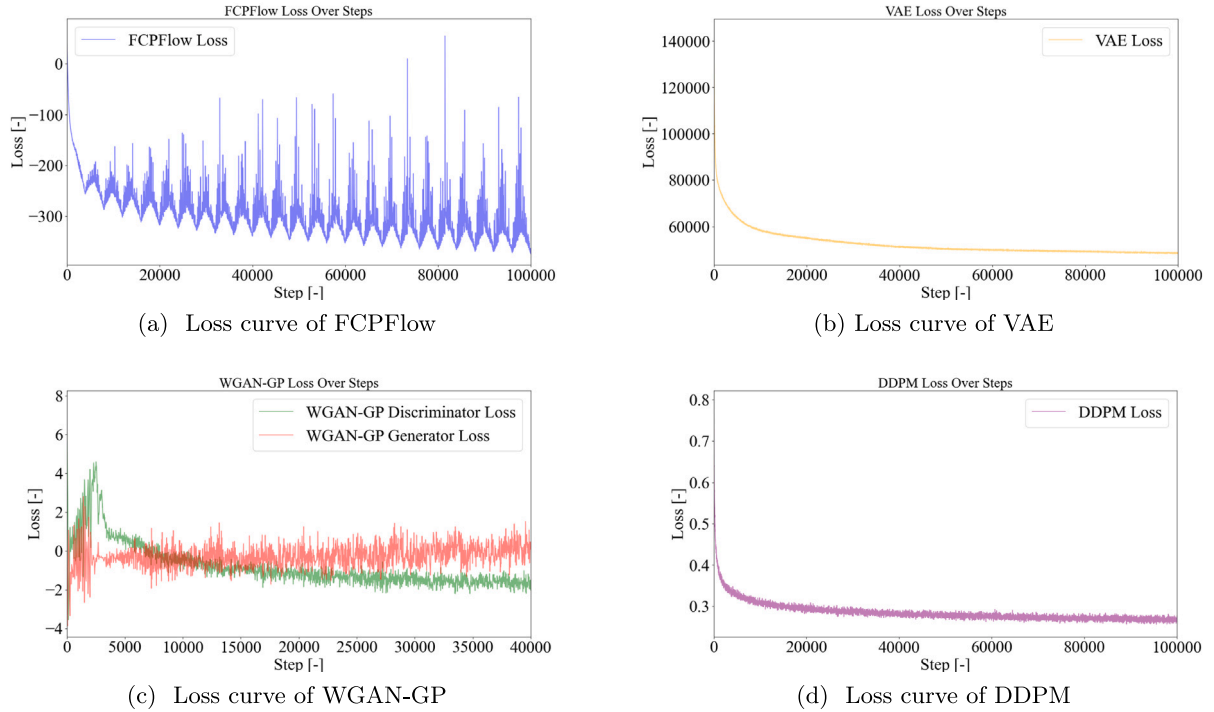 FCPFlow Loss Over Steps
FCPFlow Loss
0
−100
−200
−300
Loss [-]
0 20000 40000 60000 80000 100000
Step [-]
(a) Loss curve of FCPFlow
VAE Loss Over Steps
VAE Loss
140000
120000
100000
80000
60000
Loss [-]
0 20000 40000 60000 80000 100000
Step [-]
(b) Loss curve of VAE
WGAN-GP Loss Over Steps
WGAN-GP Discriminator Loss
WGAN-GP Generator Loss
8
6
4
2
0
−2
−4
Loss [-]
0 5000 10000 15000 20000 25000 30000 35000 40000
Step [-]
(c) Loss curve of WGAN-GP
DDPM Loss Over Steps
DDPM Loss
0.8
0.7
0.6
0.5
0.4
0.3
Loss [-]
0 20000 40000 60000 80000 100000
Step [-]
(d) Loss curve of DDPM